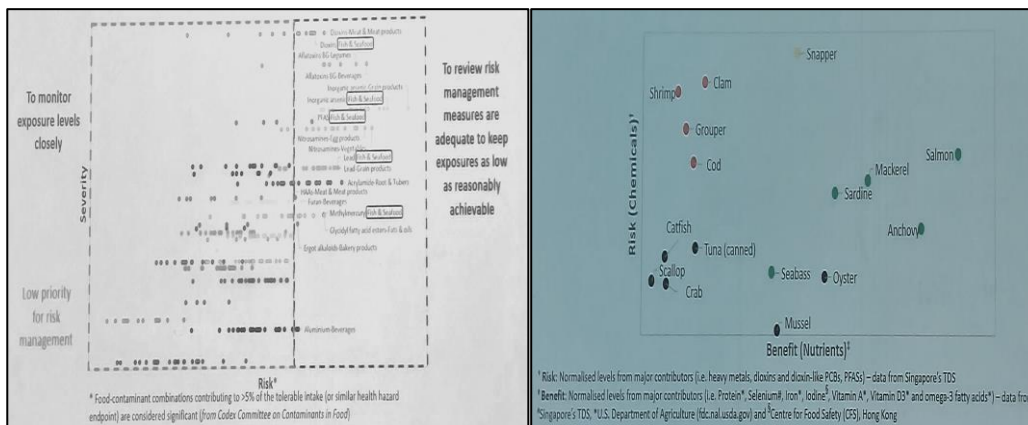 To monitor
exposure levels
closely
Low priority
for risk
management
Severity
Dioxins-Meat & Meat products
Dioxins Fish & Seafood
Aflatoxins BG-Legumes
Aflatoxins BG-Beverages
Inorganic arsenic-Grain products
Inorganic arsenic Fish & Seafood
Fish & Seafood
Nitrosamines-Egg products
Nitrosamines-Vegetables
Lead Fish & Seafood
Lead-Grain products
Acrylamide-Root & Tubers
HAAs-Meat & Meat products
Furan-Beverages
Methylmercury Fish & Seafood
Glycidyl fatty acid esters-Fats & oils
Ergot alkaloids-Bakery products
Aluminium-Beverages
To review risk
management
measures are
adequate to keep
exposures as low
as reasonably
achievable
Risk*
* Food-contaminant combinations contributing to >5% of the tolerable intake (or similar health hazard
endpoint) are considered significant (from Codex Committee on Contaminants in Food)
Risk (Chemicals)†
Snapper
Clam
Shrimp
Grouper
Cod
Salmon
Mackerel
Sardine
Anchovy
Catfish
Tuna (canned)
Scallop
Crab
Seabass
Oyster
Mussel
Benefit (Nutrients)‡
† Risk: Normalised levels from major contributors (i.e. heavy metals, dioxins and dioxin-like PCBs, PFASs) – data from Singapore's TDS
‡ Benefit: Normalised levels from major contributors (i.e. Protein*, Selenium#, Iron*, Iodine§, Vitamin A*, Vitamin D3* and omega-3 fatty acids*) – data from
#Singapore's TDS, *U.S. Department of Agriculture (fdc.nal.usda.gov) and §Centre for Food Safety (CFS), Hong Kong